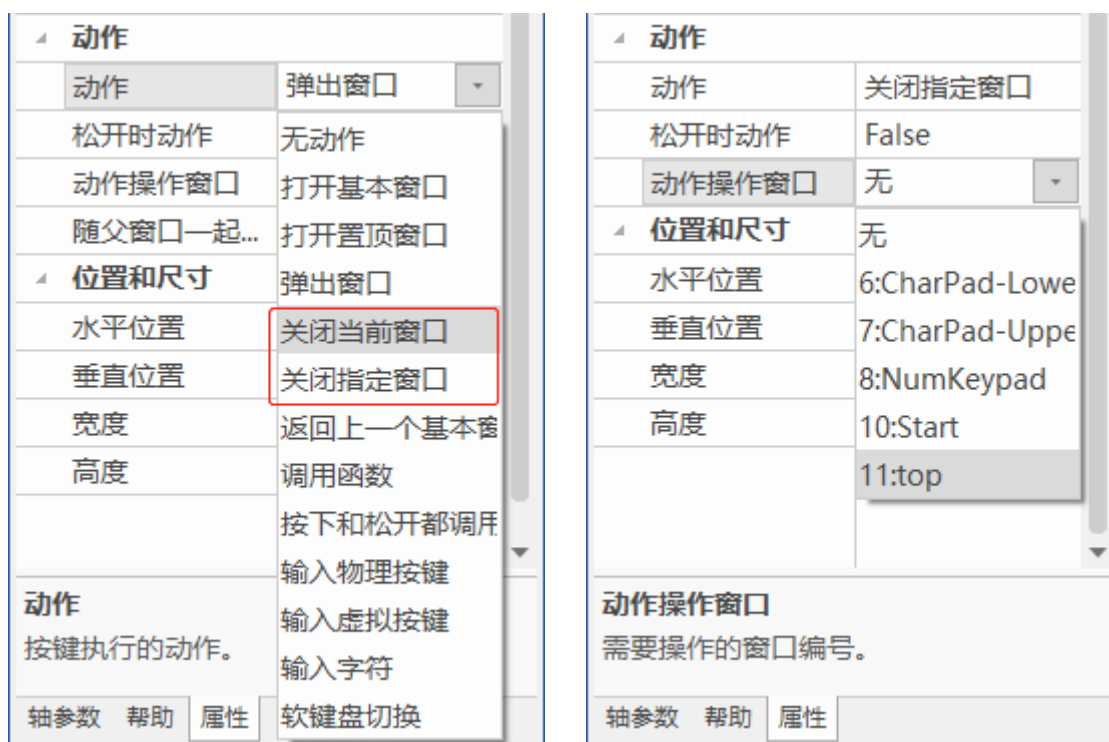 动作
动作 弹出窗口
松开时动作
动作操作窗口
随父窗口一起...
位置和尺寸
水平位置
垂直位置
宽度
高度
无动作
打开基本窗口
打开置顶窗口
弹出窗口
关闭当前窗口
关闭指定窗口
返回上一个基本窗
调用函数
按下和松开都调用
输入物理按键
输入虚拟按键
输入字符
软键盘切换
动作
按键执行的动作。
轴参数 帮助 属性
动作
动作 关闭指定窗口
松开时动作 False
动作操作窗口 无
位置和尺寸
水平位置
垂直位置
宽度
高度
无
6:CharPad-Lowe
7:CharPad-Uppe
8:NumKeypad
10:Start
11:top
动作操作窗口
需要操作的窗口编号。
轴参数 帮助 属性